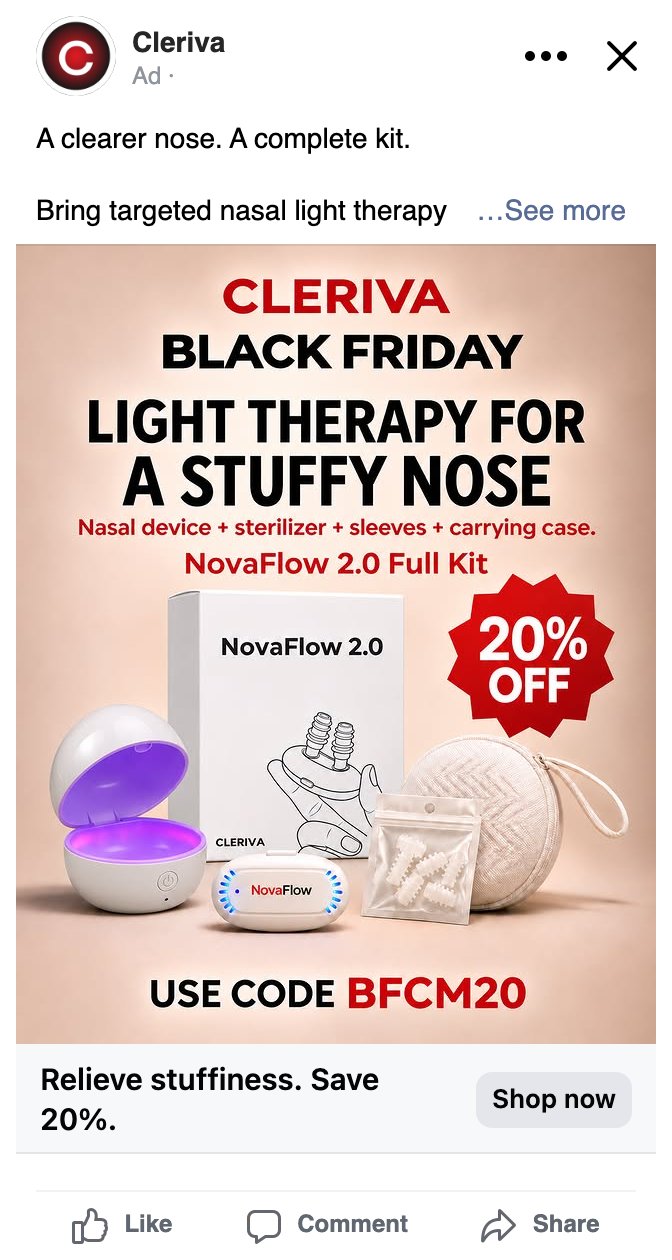 C
Cleriva
Ad ·
A clearer nose. A complete kit.
Bring targeted nasal light therapy ...See more
CLERIVA
BLACK FRIDAY
LIGHT THERAPY FOR
A STUFFY NOSE
Nasal device + sterilizer + sleeves + carrying case.
NovaFlow 2.0 Full Kit
20%
OFF
NovaFlow 2.0
CLERIVA
NovaFlow
USE CODE BFCM20
Relieve stuffiness. Save
20%.
Shop now
Like
Comment
Share